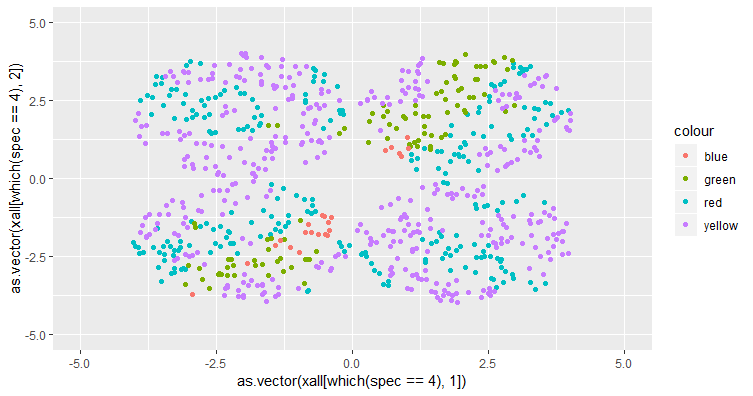 5.0
2.5
0.0
-2.5
-5.0
as.vector(xall[which(spec == 4), 2])
-5.0 -2.5 0.0 2.5 5.0
as.vector(xall[which(spec == 4), 1])
colour
blue
green
red
yellow